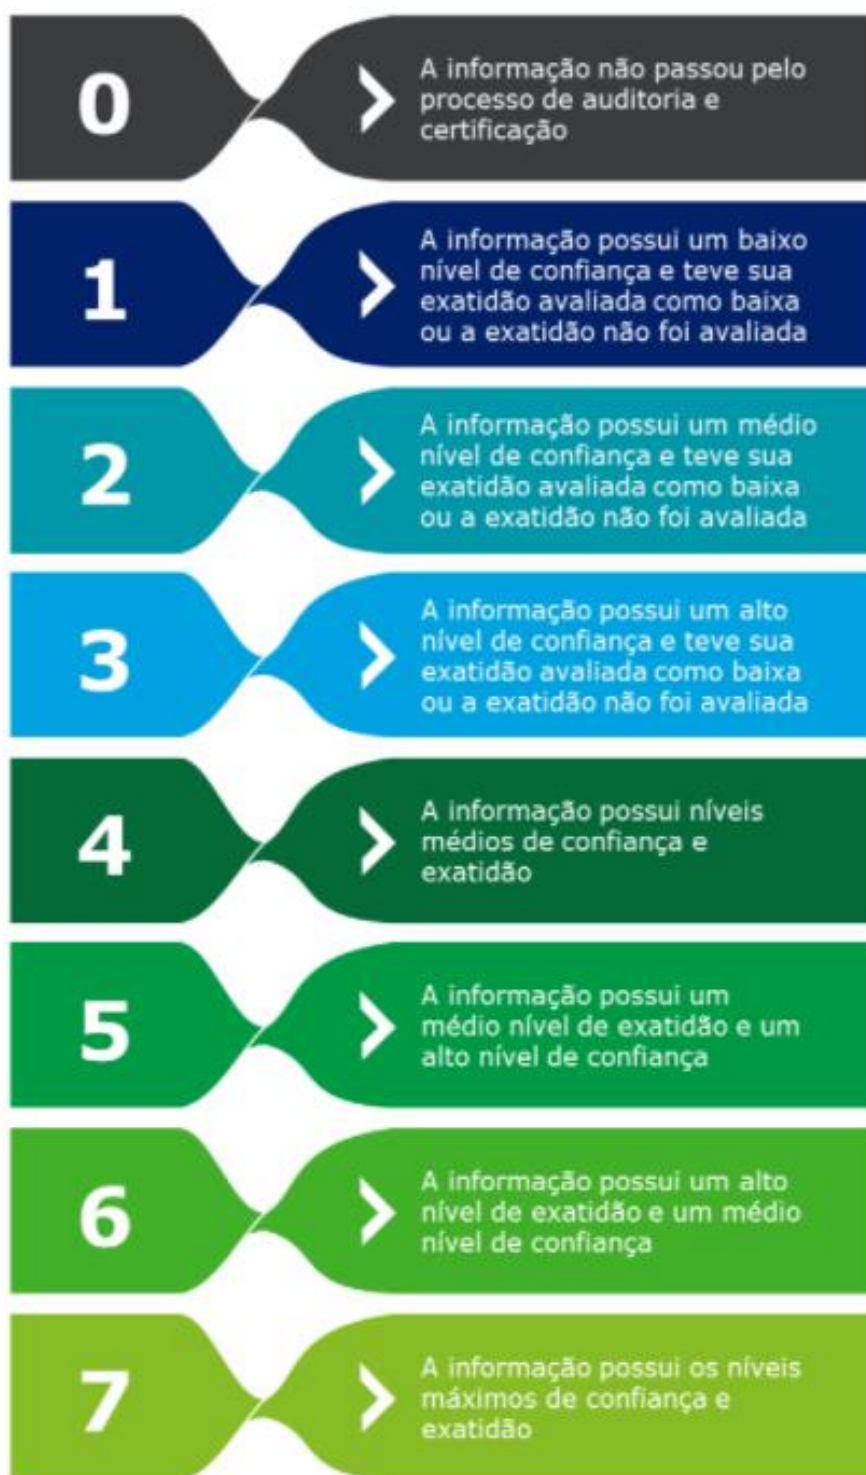 0
A informação não passou pelo
processo de auditoria e
certificação
1
A informação possui um baixo
nível de confiança e teve sua
exatidão avaliada como baixa
ou a exatidão não foi avaliada
2
A informação possui um médio
nível de confiança e teve sua
exatidão avaliada como baixa
ou a exatidão não foi avaliada
3
A informação possui um alto
nível de confiança e teve sua
exatidão avaliada como baixa
ou a exatidão não foi avaliada
4
A informação possui níveis
médios de confiança e
exatidão
5
A informação possui um
médio nível de exatidão e um
alto nível de confiança
6
A informação possui um alto
nível de exatidão e um médio
nível de confiança
7
A informação possui os níveis
máximos de confiança e
exatidão